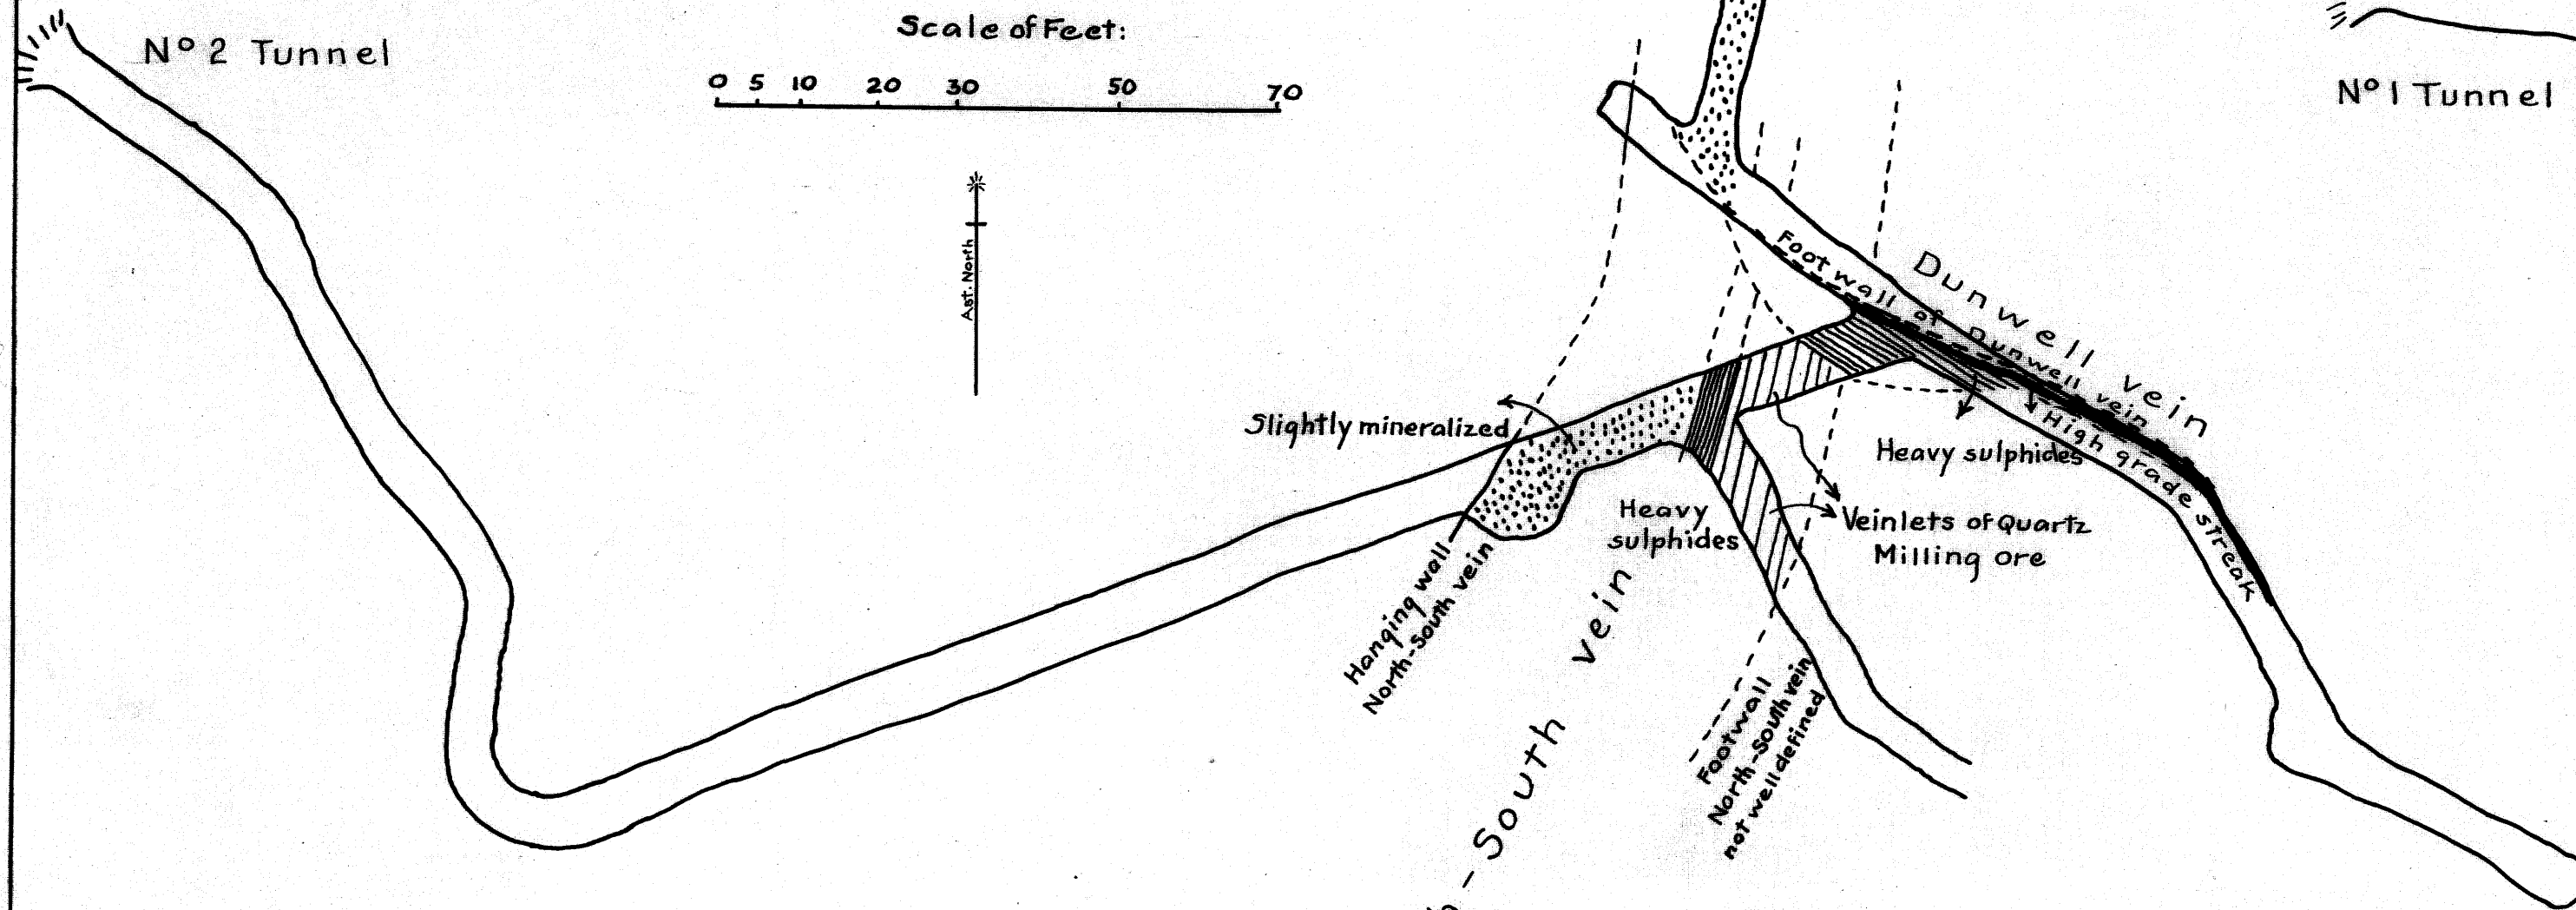 Nº 2 Tunnel
Scale of Feet:
0 5 10 20 30 50 70
Ast. North
Nº 1 Tunnel
Dunwell vein
Foot wall of Dunwell vein
High grade streak
Slightly mineralized
Heavy sulphides
Heavy
sulphides
Veinlets of Quartz
Milling ore
Hanging wall
North-South vein
-South vein
Footwall
North-South vein
not well defined